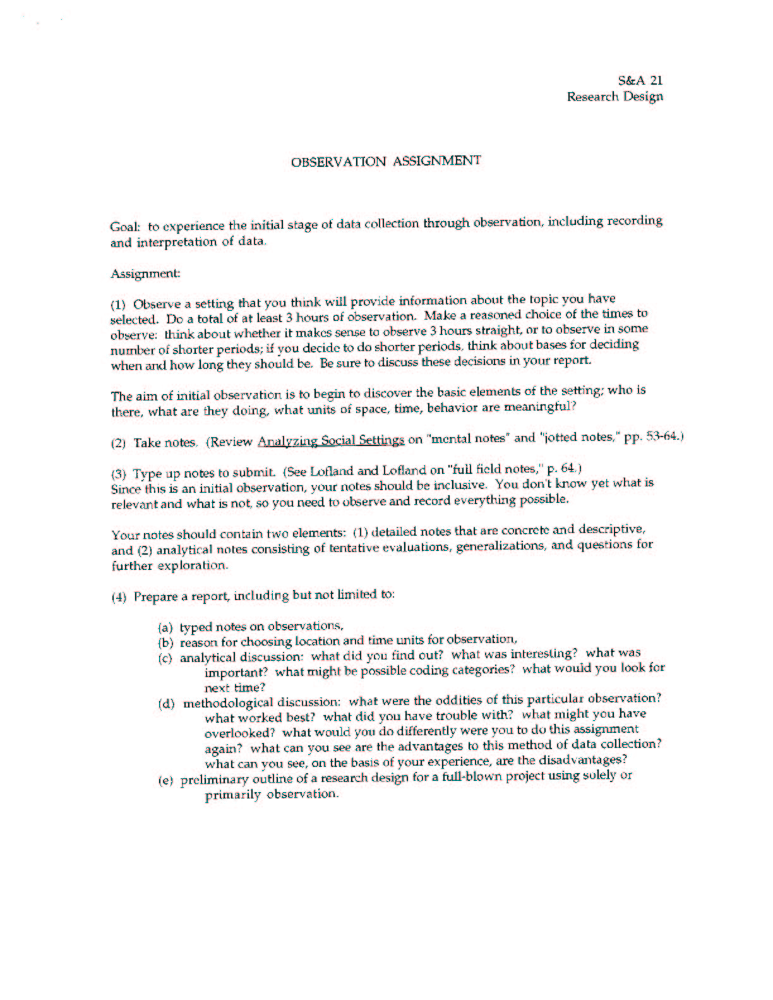 S&A 21
Research Design
OBSERVATION ASSIGNMENT
Goal: to experience the initial stage of data collection through observation, including recording
and interpretation of data.
Assignment:
(1) Observe a setting that you think will provide information about the topic you have
selected. Do a total of at least 3 hours of observation. Make a reasoned choice of the times to
observe: think about whether it makes sense to observe 3 hours straight, or to observe in some
number of shorter periods; if you decide to do shorter periods, think about bases for deciding
when and how long they should be. Be sure to discuss these decisions in your report.
The aim of initial observation is to begin to discover the basic elements of the setting; who is
there, what are they doing, what units of space, time, behavior are meaningful?
(2) Take notes. (Review Analyzing Social Settings on "mental notes" and "jotted notes," pp. 53-64.)
(3) Type up notes to submit. (See Lofland and Lofland on "full field notes," p. 64.)
Since this is an initial observation, your notes should be inclusive. You don't know yet what is
relevant and what is not, so you need to observe and record everything possible.
Your notes should contain two elements: (1) detailed notes that are concrete and descriptive,
and (2) analytical notes consisting of tentative evaluations, generalizations, and questions for
further exploration.
(4) Prepare a report, including but not limited to:
(a) typed notes on observations,
(b) reason for choosing location and time units for observation,
(c) analytical discussion: what did you find out? what was interesting? what was
important? what might be possible coding categories? what would you look for
next time?
(d) methodological discussion: what were the oddities of this particular observation?
what worked best? what did you have trouble with? what might you have
overlooked? what would you do differently were you to do this assignment
again? what can you see are the advantages to this method of data collection?
what can you see, on the basis of your experience, are the disadvantages?
(e) preliminary outline of a research design for a full-blown project using solely or
primarily observation.